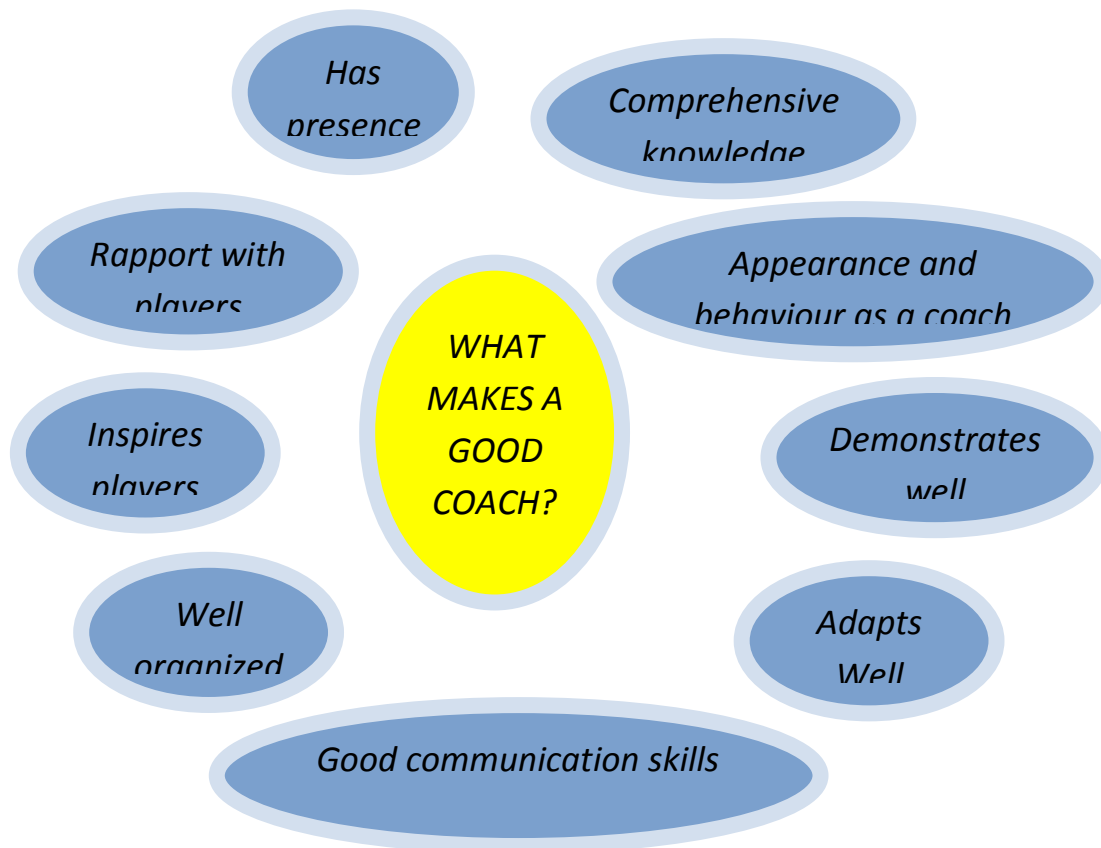 Has
presence
Comprehensive
knowledge
Rapport with
players
Appearance and
behaviour as a coach
WHAT
MAKES A
GOOD
COACH?
Inspires
players
Demonstrates
well
Well
organized
Adapts
Well
Good communication skills